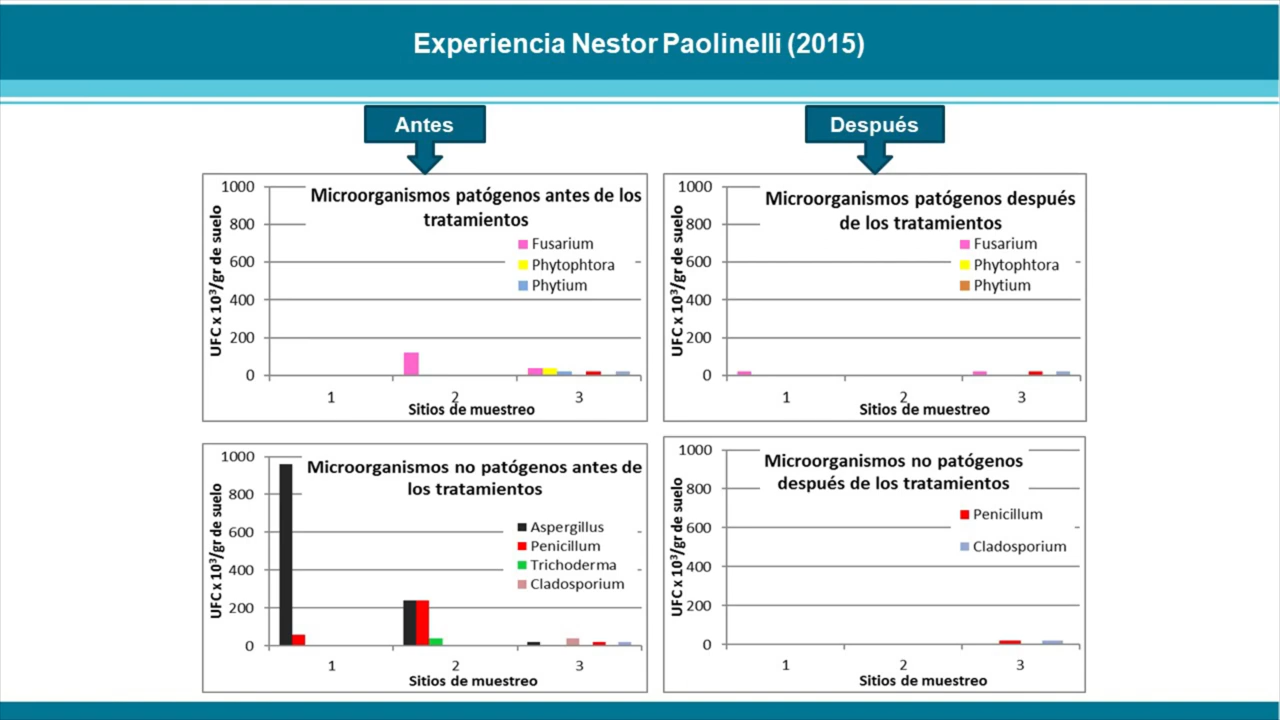 Experiencia Nestor Paolinelli (2015)
Antes
Después
Microorganismos patógenos antes de los
tratamientos
UFC x 10³/gr de suelo
1000
800
600
400
200
0
Fusarium
Phytophtora
Phytium
1
2
3
Sitios de muestreo
Microorganismos patógenos después
de los tratamientos
UFC x 10³/gr de suelo
1000
800
600
400
200
0
Fusarium
Phytophtora
Phytium
1
2
3
Sitios de muestreo
Microorganismos no patógenos antes de
los tratamientos
UFC x 10³/gr de suelo
1000
800
600
400
200
0
Aspergillus
Penicillum
Trichoderma
Cladosporium
1
2
3
Sitios de muestreo
Microorganismos no patógenos
después de los tratamientos
UFC x 10³/gr de suelo
1000
800
600
400
200
0
Penicillum
Cladosporium
1
2
3
Sitios de muestreo